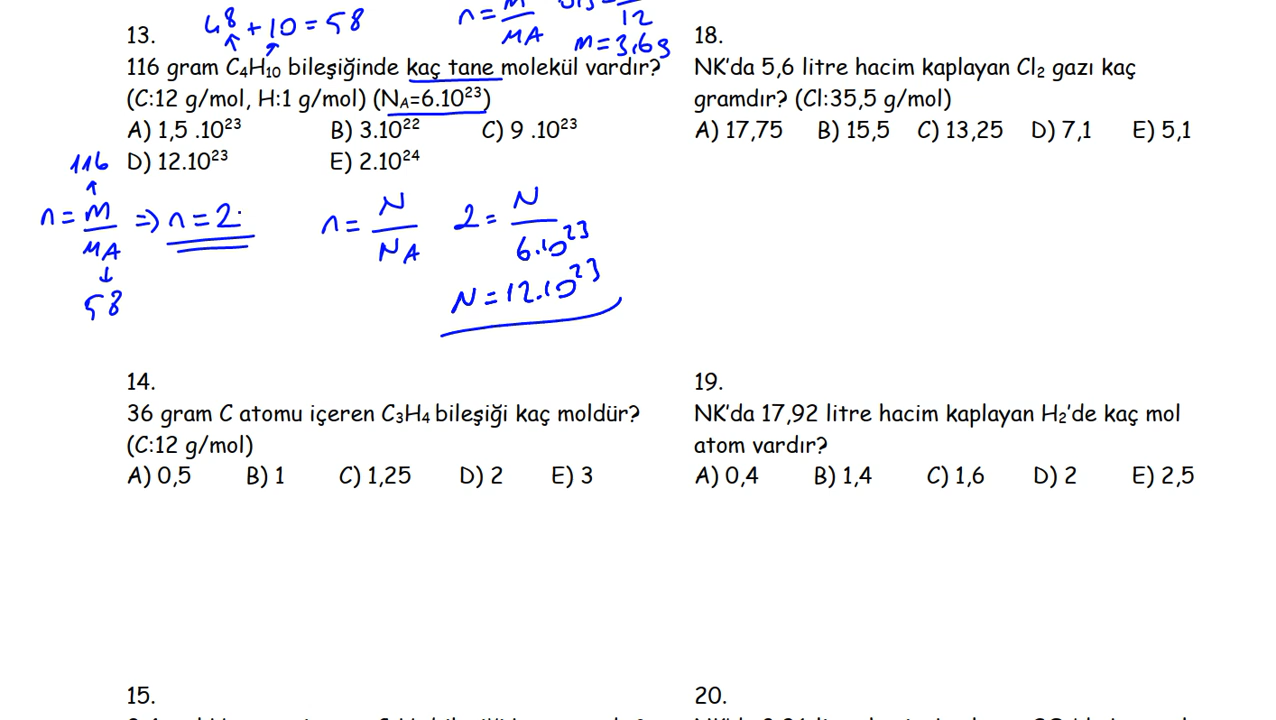 48 + 10 = 58
n = M
MA
12
m = 3,6g
13.
116 gram C₄H₁₀ bileşiğinde kaç tane molekül vardır?
(C:12 g/mol, H:1 g/mol) (NA=6.10²³)
A) 1,5 .10²³ B) 3.10²² C) 9 .10²³
D) 12.10²³ E) 2.10²⁴
116
n = M => n = 2
MA
58
n = N
NA
2 = N
6.10²³
N = 12.10²³
14.
36 gram C atomu içeren C₃H₄ bileşiği kaç moldür?
(C:12 g/mol)
A) 0,5 B) 1 C) 1,25 D) 2 E) 3
15.
18.
NK’da 5,6 litre hacim kaplayan Cl₂ gazı kaç
gramdır? (Cl:35,5 g/mol)
A) 17,75 B) 15,5 C) 13,25 D) 7,1 E) 5,1
19.
NK’da 17,92 litre hacim kaplayan H₂’de kaç mol
atom vardır?
A) 0,4 B) 1,4 C) 1,6 D) 2 E) 2,5
20.